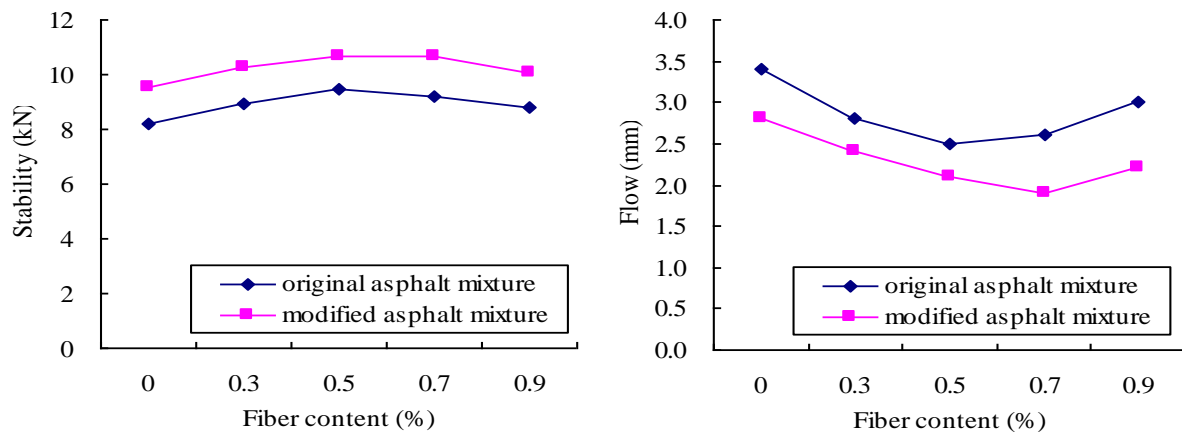 12
10
8
6
4
2
0
Stability (kN)
original asphalt mixture
modified asphalt mixture
0 0.3 0.5 0.7 0.9
Fiber content (%)
3.5
3.0
2.5
2.0
1.5
1.0
0.5
0.0
Flow (mm)
original asphalt mixture
modified asphalt mixture
0 0.3 0.5 0.7 0.9
Fiber content (%)